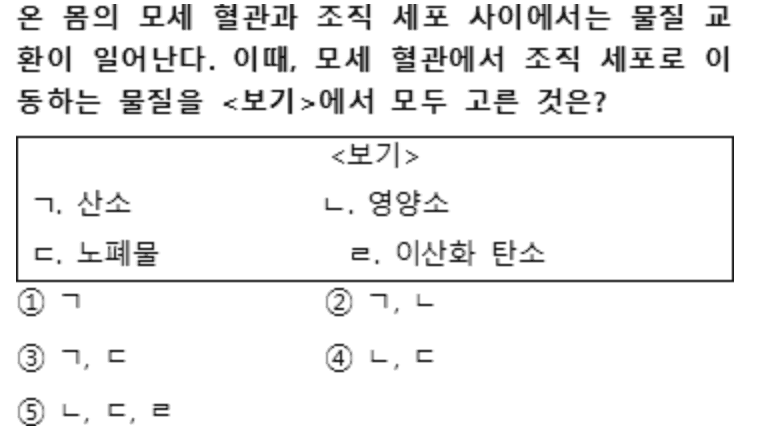 온 몸의 모세 혈관과 조직 세포 사이에서는 물질 교
환이 일어난다. 이때, 모세 혈관에서 조직 세포로 이
동하는 물질을 <보기>에서 모두 고른 것은?
<보기>
ㄱ. 산소 ㄴ. 영양소
ㄷ. 노폐물 ㄹ. 이산화 탄소
① ㄱ ② ㄱ, ㄴ
③ ㄱ, ㄷ ④ ㄴ, ㄷ
⑤ ㄴ, ㄷ, ㄹ